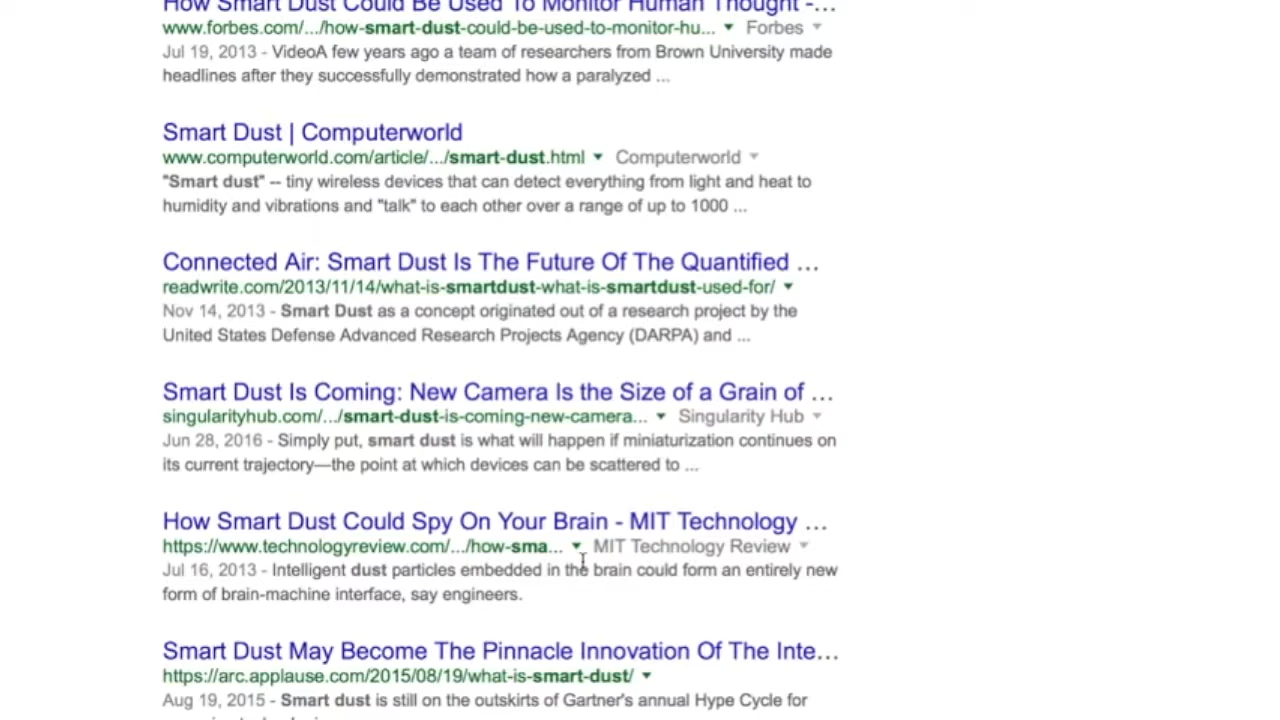 How Smart Dust Could Be Used To Monitor Human Thought -...
www.forbes.com/.../how-smart-dust-could-be-used-to-monitor-hu... ▼ Forbes ▼
Jul 19, 2013 - VideoA few years ago a team of researchers from Brown University made
headlines after they successfully demonstrated how a paralyzed ...
Smart Dust | Computerworld
www.computerworld.com/article/.../smart-dust.html ▼ Computerworld ▼
"Smart dust" -- tiny wireless devices that can detect everything from light and heat to
humidity and vibrations and "talk" to each other over a range of up to 1000 ...
Connected Air: Smart Dust Is The Future Of The Quantified ...
readwrite.com/2013/11/14/what-is-smartdust-what-is-smartdust-used-for/ ▼
Nov 14, 2013 - Smart Dust as a concept originated out of a research project by the
United States Defense Advanced Research Projects Agency (DARPA) and ...
Smart Dust Is Coming: New Camera Is the Size of a Grain of ...
singularityhub.com/.../smart-dust-is-coming-new-camera... ▼ Singularity Hub ▼
Jun 28, 2016 - Simply put, smart dust is what will happen if miniaturization continues on
its current trajectory—the point at which devices can be scattered to ...
How Smart Dust Could Spy On Your Brain - MIT Technology ...
https://www.technologyreview.com/.../how-sma... ▼ MIT Technology Review ▼
Jul 16, 2013 - Intelligent dust particles embedded in the brain could form an entirely new
form of brain-machine interface, say engineers.
Smart Dust May Become The Pinnacle Innovation Of The Inte...
https://arc.applause.com/2015/08/19/what-is-smart-dust/ ▼
Aug 19, 2015 - Smart dust is still on the outskirts of Gartner's annual Hype Cycle for